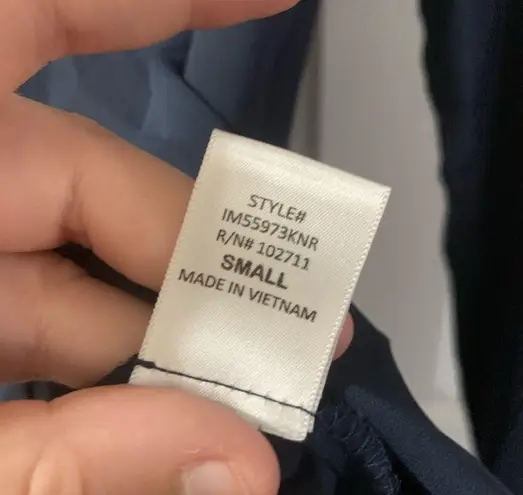 STYLE#
IM55973KNR
R/N# 102711
SMALL
MADE IN VIETNAM